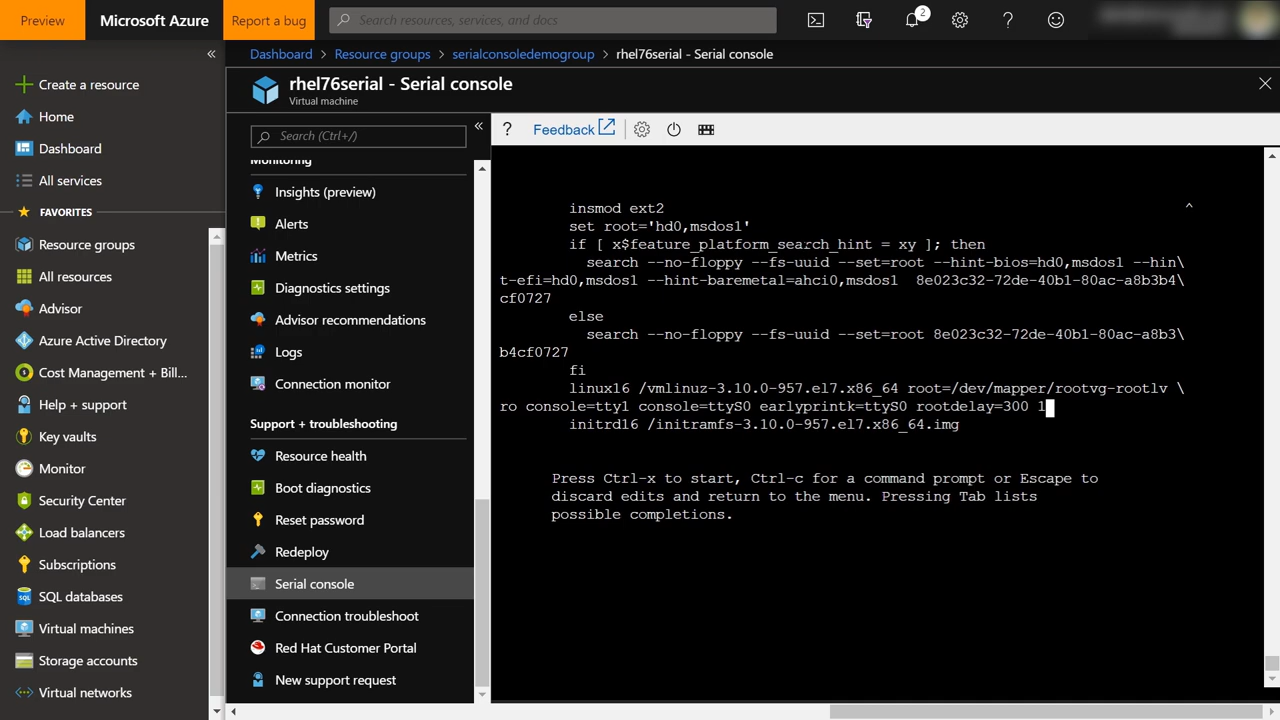 Preview
Microsoft Azure
Report a bug
Search resources, services, and docs
2
?
Dashboard > Resource groups > serialconsoledemogroup > rhel76serial - Serial console
rhel76serial - Serial console
Virtual machine
Create a resource
Home
Dashboard
All services
FAVORITES
Resource groups
All resources
Advisor
Azure Active Directory
Cost Management + Bill...
Help + support
Key vaults
Monitor
Security Center
Load balancers
Subscriptions
SQL databases
Virtual machines
Storage accounts
Virtual networks
Search (Ctrl+/)
Monitoring
Insights (preview)
Alerts
Metrics
Diagnostics settings
Advisor recommendations
Logs
Connection monitor
Support + troubleshooting
Resource health
Boot diagnostics
Reset password
Redeploy
Serial console
Connection troubleshoot
Red Hat Customer Portal
New support request
? Feedback
insmod ext2 ^
set root='hd0,msdos1'
if [ x$feature_platform_search_hint = xy ]; then
search --no-floppy --fs-uuid --set=root --hint-bios=hd0,msdos1 --hin\
t-efi=hd0,msdos1 --hint-baremetal=ahci0,msdos1 8e023c32-72de-40b1-80ac-a8b3b4\
cf0727
else
search --no-floppy --fs-uuid --set=root 8e023c32-72de-40b1-80ac-a8b3\
b4cf0727
fi
linux16 /vmlinuz-3.10.0-957.el7.x86_64 root=/dev/mapper/rootvg-rootlv \
ro console=tty1 console=ttyS0 earlyprintk=ttyS0 rootdelay=300 1
initrd16 /initramfs-3.10.0-957.el7.x86_64.img
Press Ctrl-x to start, Ctrl-c for a command prompt or Escape to
discard edits and return to the menu. Pressing Tab lists
possible completions.